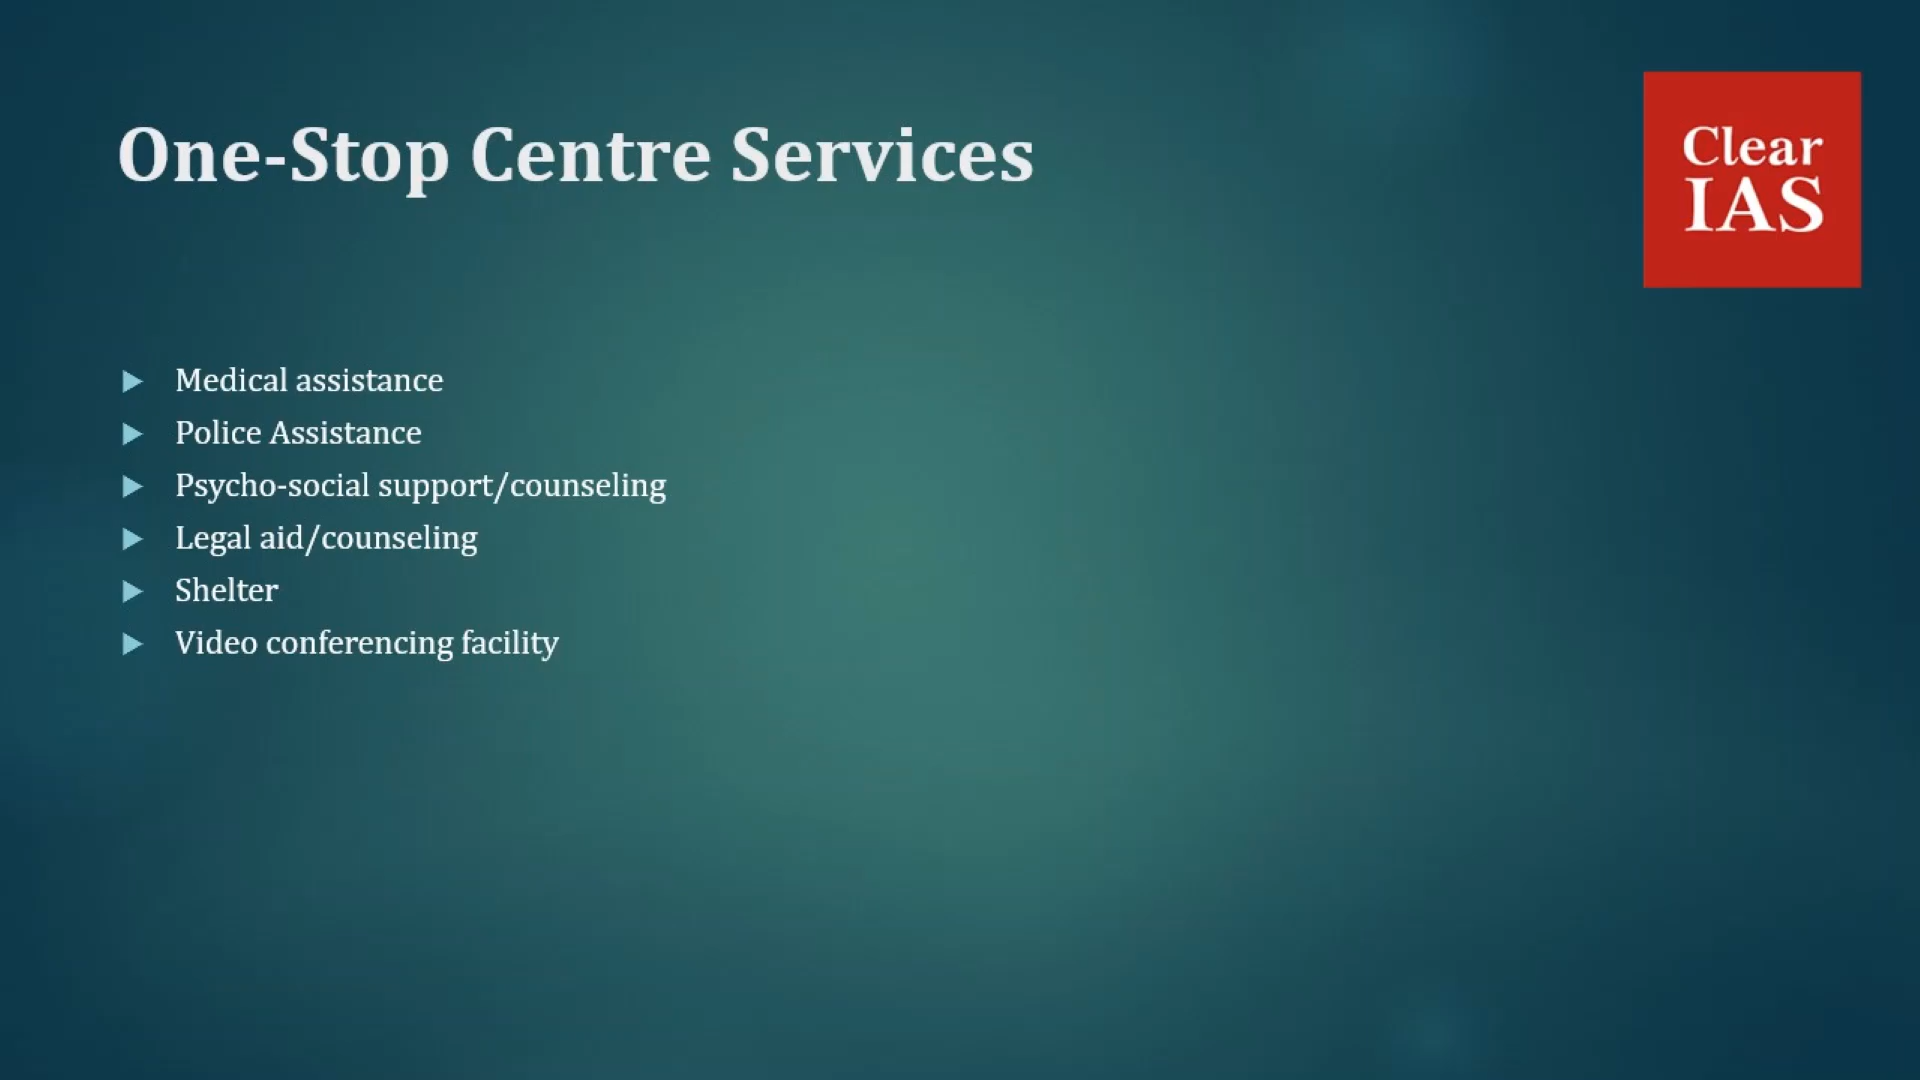 One-Stop Centre Services
Clear
IAS
Medical assistance
Police Assistance
Psycho-social support/counseling
Legal aid/counseling
Shelter
Video conferencing facility